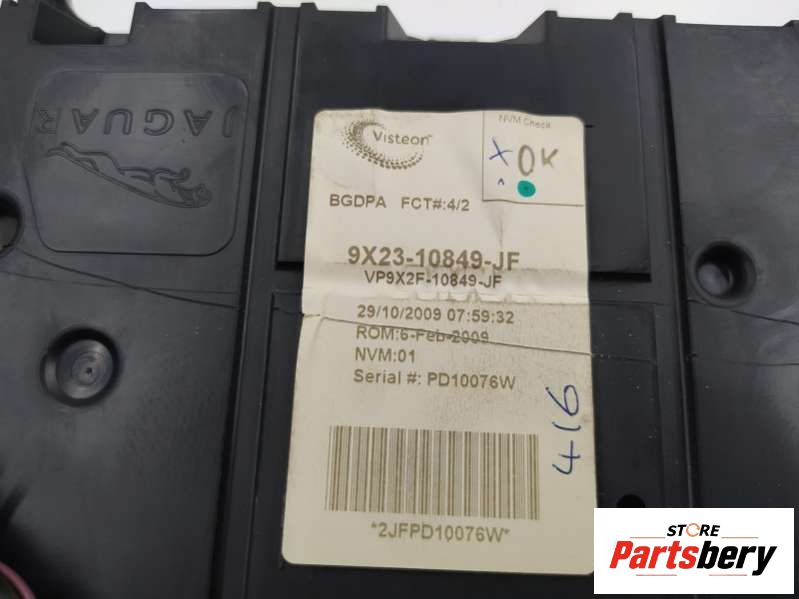 JAGUAR
Visteon
NVM Check
X OK
BGDPA FCT#:4/2
9X23-10849-JF
VP9X2F-10849-JF
29/10/2009 07:59:32
ROM:6-Feb-2009
NVM:01
Serial #: PD10076W
416
*2JFPD10076W*
STORE
Partsbery